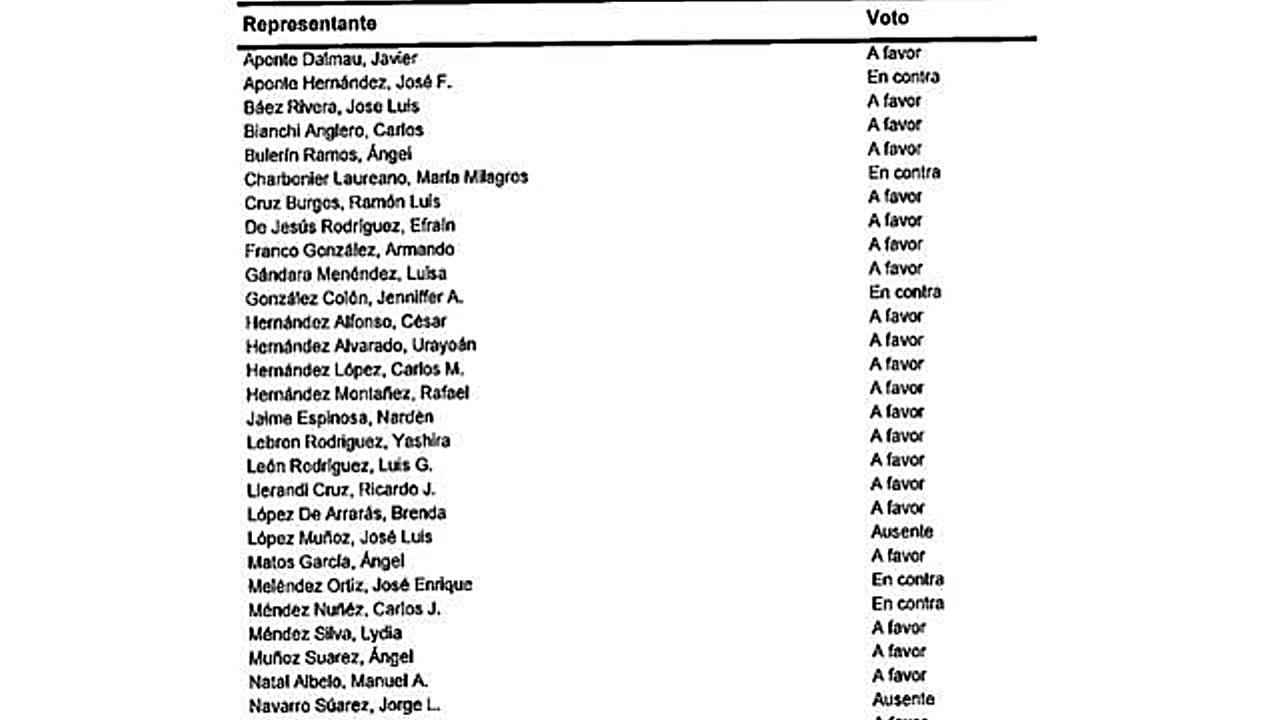 Representante Voto
Aponte Dalmau, Javier A favor
Aponte Hernández, José F. En contra
Báez Rivera, Jose Luis A favor
Bianchi Anglero, Carlos A favor
Bulerín Ramos, Ángel A favor
Charbonier Laureano, María Milagros En contra
Cruz Burgos, Ramón Luis A favor
De Jesús Rodríguez, Efraín A favor
Franco González, Armando A favor
Gándara Menéndez, Luisa A favor
González Colón, Jenniffer A. En contra
Hernández Alfonso, César A favor
Hernández Alvarado, Urayoán A favor
Hernández López, Carlos M. A favor
Hernández Montañez, Rafael A favor
Jaime Espinosa, Nardén A favor
Lebron Rodriguez, Yashira A favor
León Rodríguez, Luis G. A favor
Llerandi Cruz, Ricardo J. A favor
López De Arrarás, Brenda A favor
López Muñoz, José Luis Ausente
Matos García, Ángel A favor
Meléndez Ortiz, José Enrique En contra
Méndez Nuñéz, Carlos J. En contra
Méndez Silva, Lydia A favor
Muñoz Suarez, Ángel A favor
Natal Albelo, Manuel A. A favor
Navarro Súarez, Jorge L. Ausente